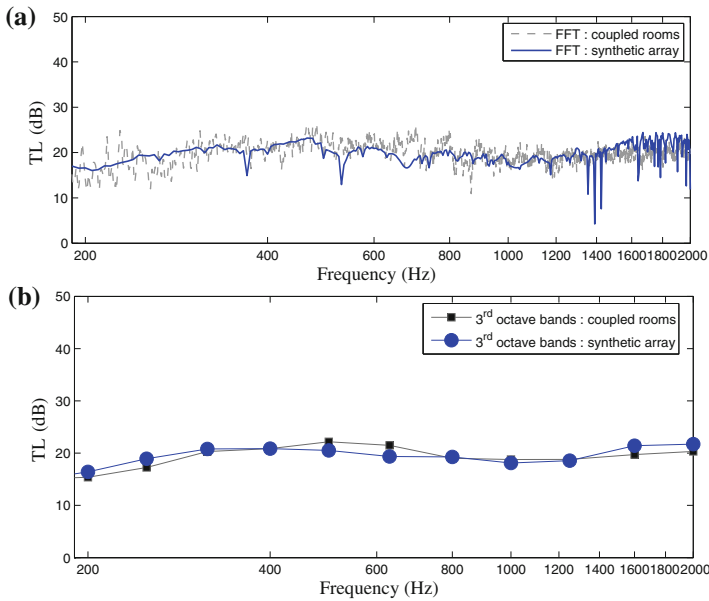 (a)
FFT : coupled rooms
FFT : synthetic array
50
40
30
20
10
0
TL (dB)
200 400 600 800 1000 1200 1400 1600 1800 2000
Frequency (Hz)
(b)
3rd octave bands : coupled rooms
3rd octave bands : synthetic array
50
40
30
20
10
0
TL (dB)
200 400 600 800 1000 1200 1400 1600 1800 2000
Frequency (Hz)